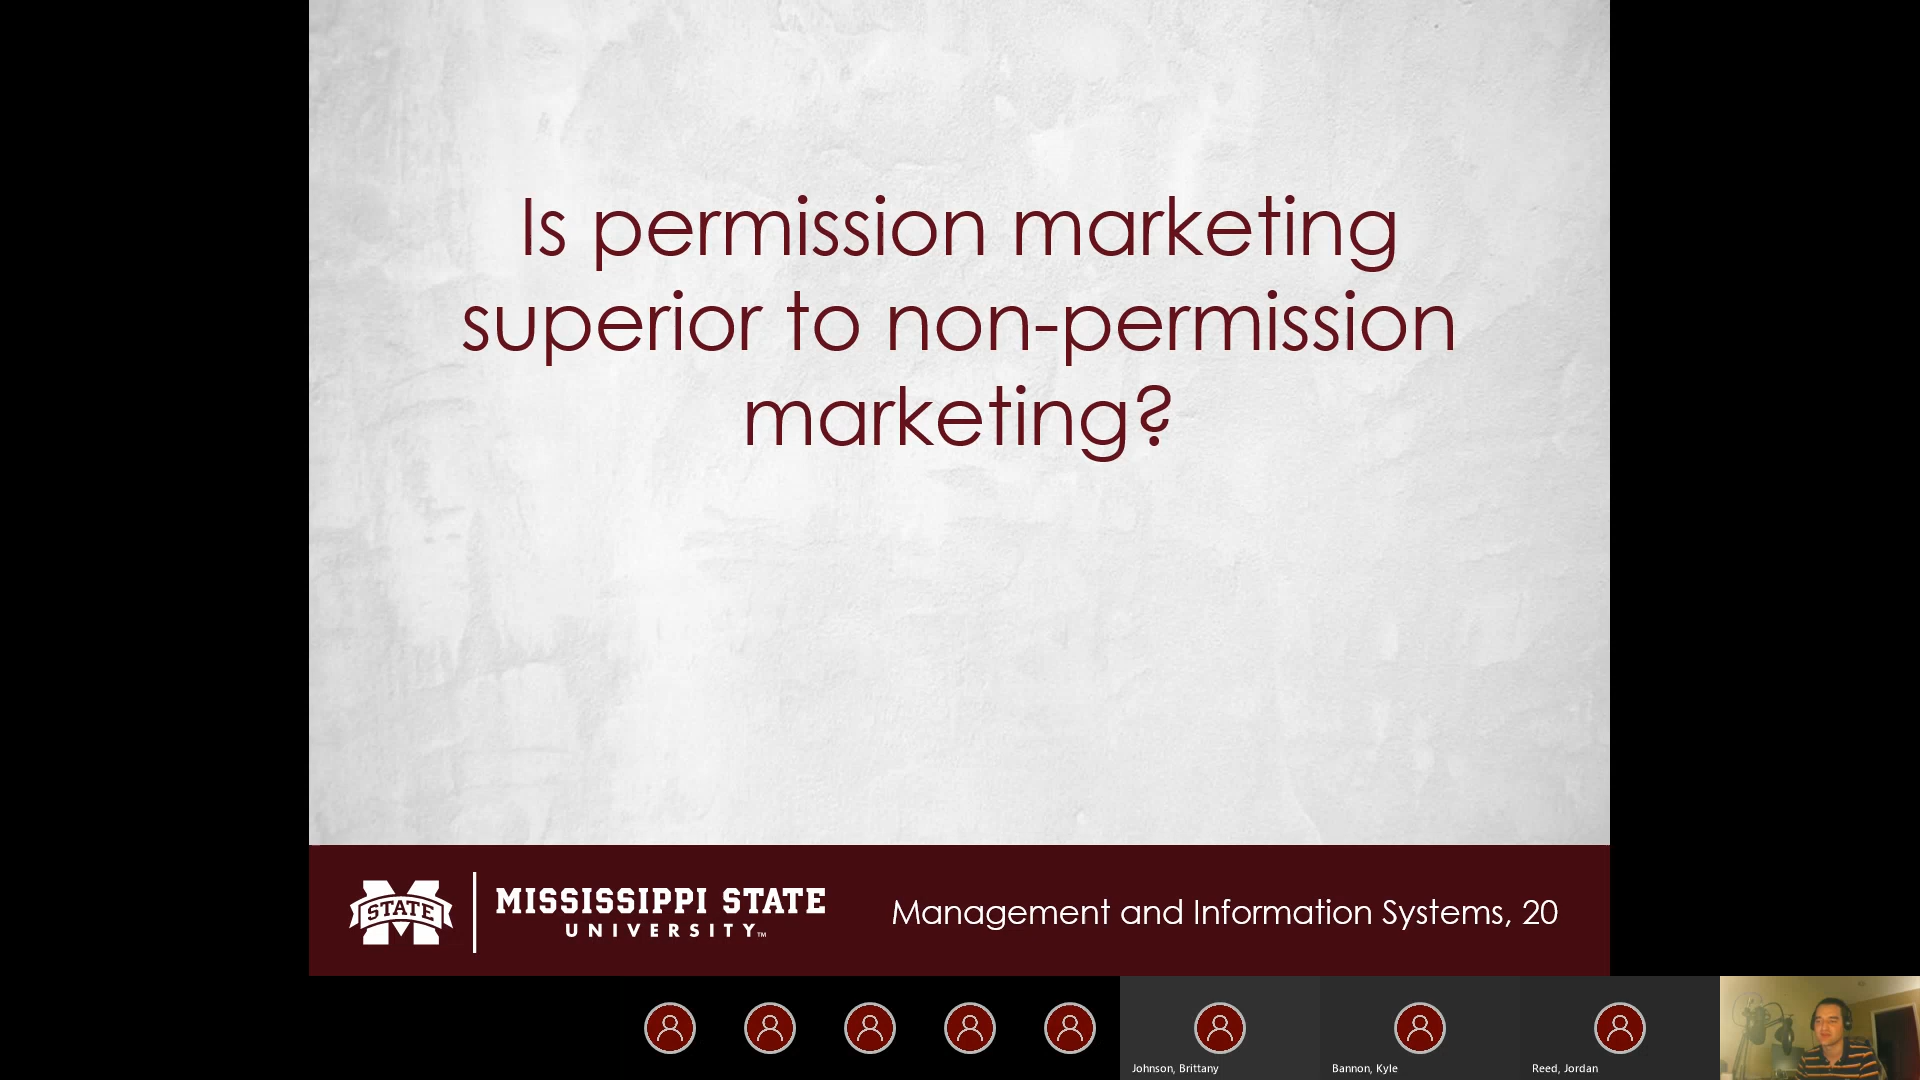 Is permission marketing
superior to non-permission
marketing?
STATE
MISSISSIPPI STATE
UNIVERSITY™
Management and Information Systems, 20
Johnson, Brittany
Bannon, Kyle
Reed, Jordan